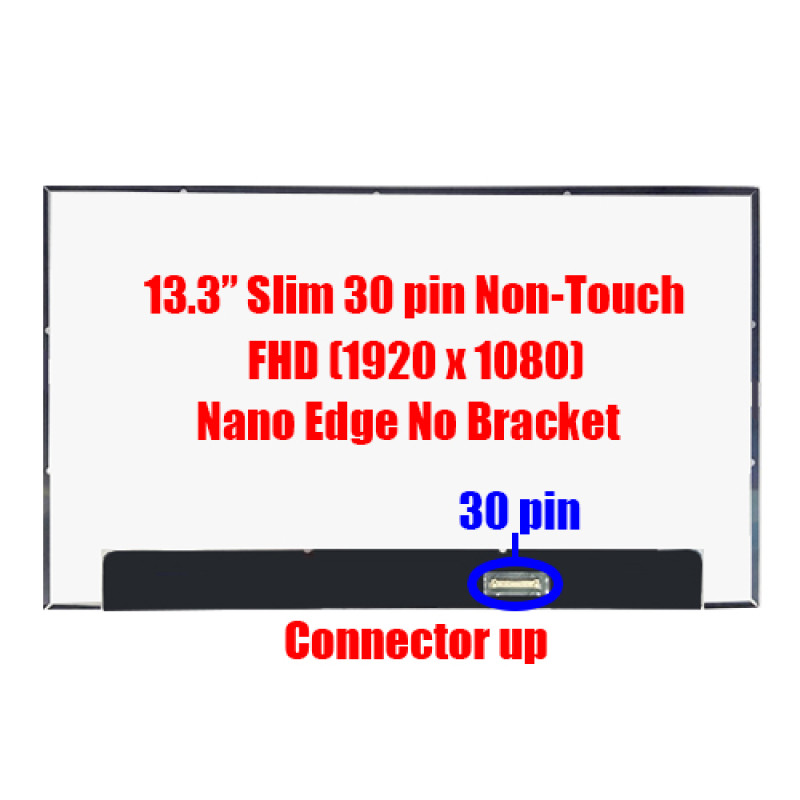 13.3” Slim 30 pin Non-Touch
FHD (1920 x 1080)
Nano Edge No Bracket
30 pin
Connector up